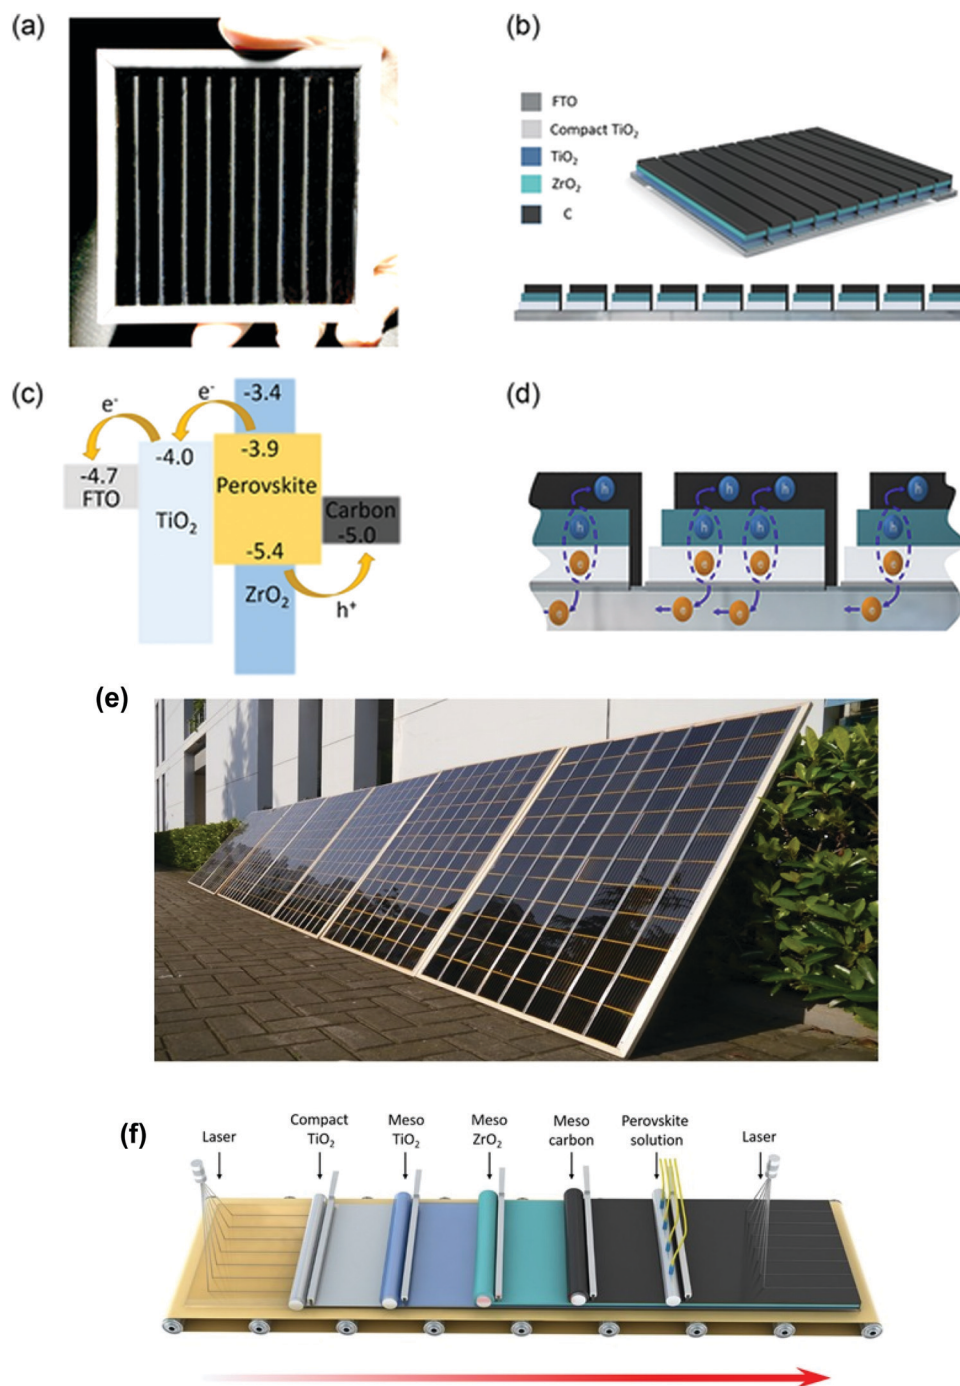 (a)
(b)
FTO
Compact TiO₂
TiO₂
ZrO₂
C
(c)
e⁻
e⁻
-3.4
-4.7
FTO
-4.0
TiO₂
-3.9
Perovskite
-5.4
Carbon
-5.0
ZrO₂
h⁺
(d)
h
h
h
h
h
h
h
h
e
e
e
e
e
e
e
e
(e)
(f)
Laser
Compact
TiO₂
Meso
TiO₂
Meso
ZrO₂
Meso
carbon
Perovskite
solution
Laser